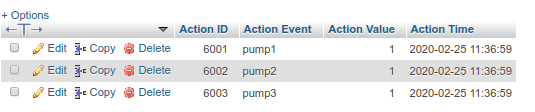 + Options
←T→ Action ID Action Event Action Value Action Time
Edit Copy Delete 6001 pump1 1 2020-02-25 11:36:59
Edit Copy Delete 6002 pump2 1 2020-02-25 11:36:59
Edit Copy Delete 6003 pump3 1 2020-02-25 11:36:59